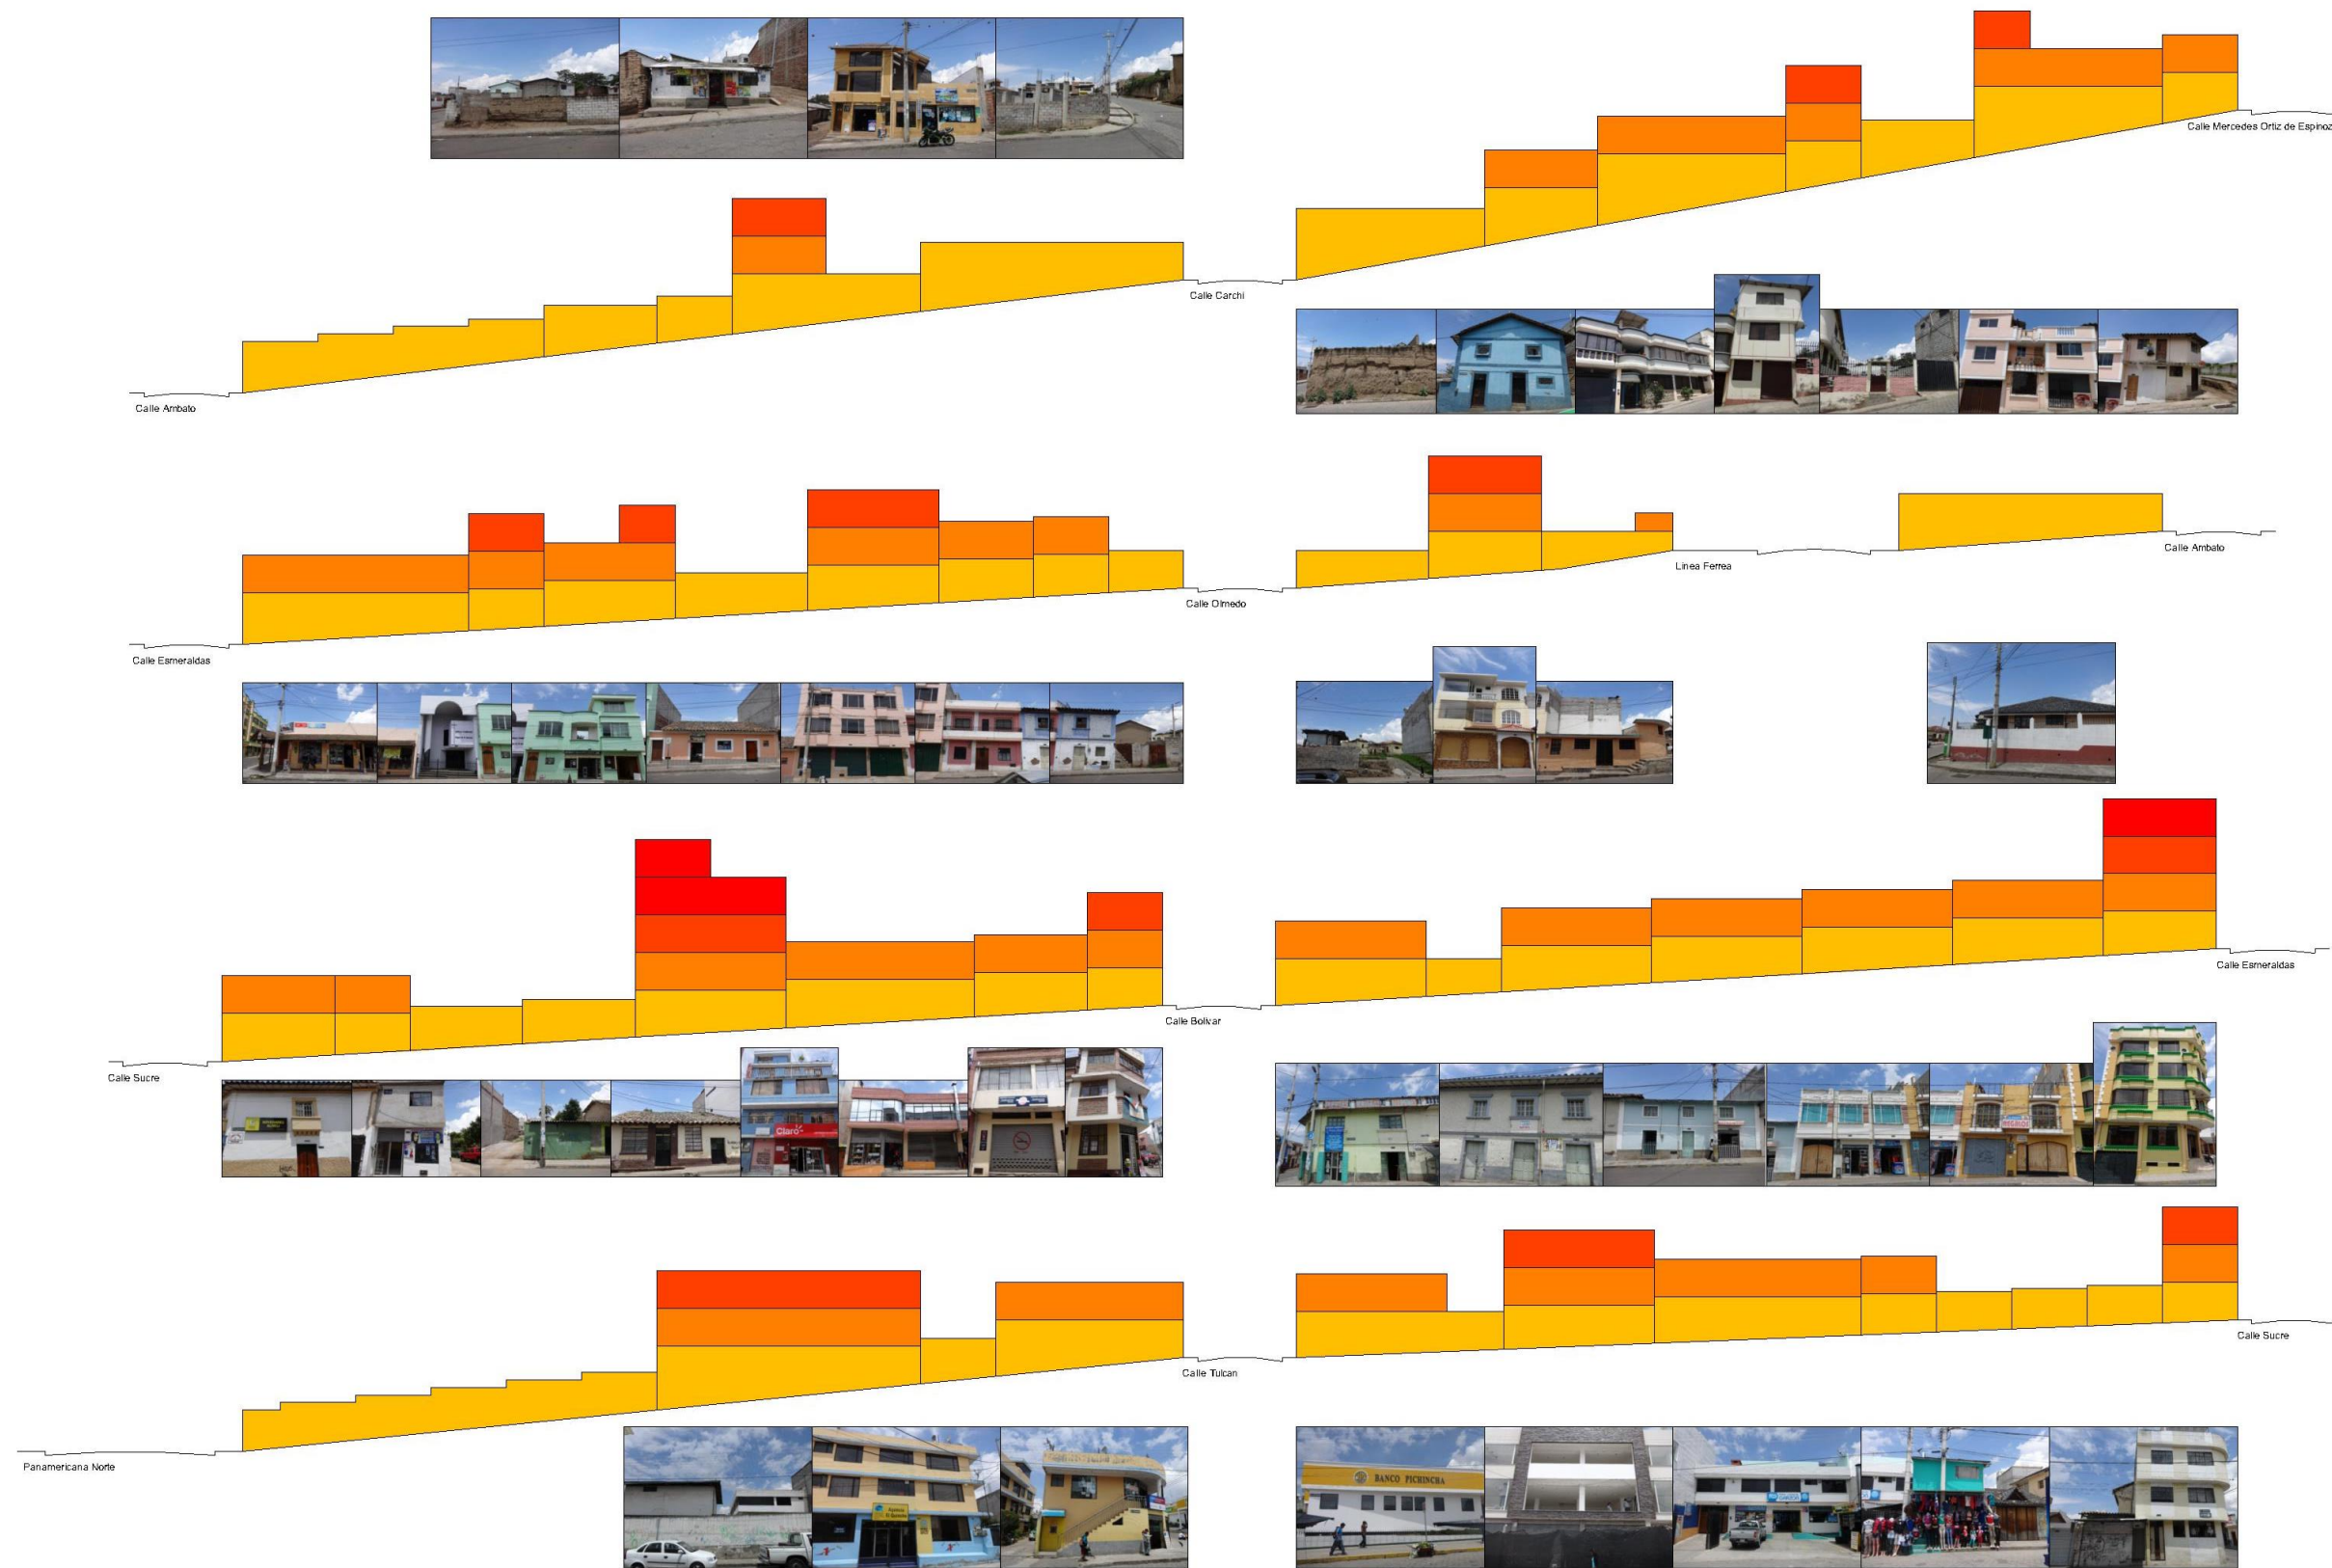 Calle Mercedes Ortiz de Espinoz
Calle Carchi
Calle Ambato
Calle Ambato
Linea Ferrea
Calle Olmedo
Calle Esmeraldas
Calle Esmeraldas
Calle Bolivar
Calle Sucre
Claro
Calle Sucre
Calle Tulcan
Panamericana Norte
BANCO PICHINCHA